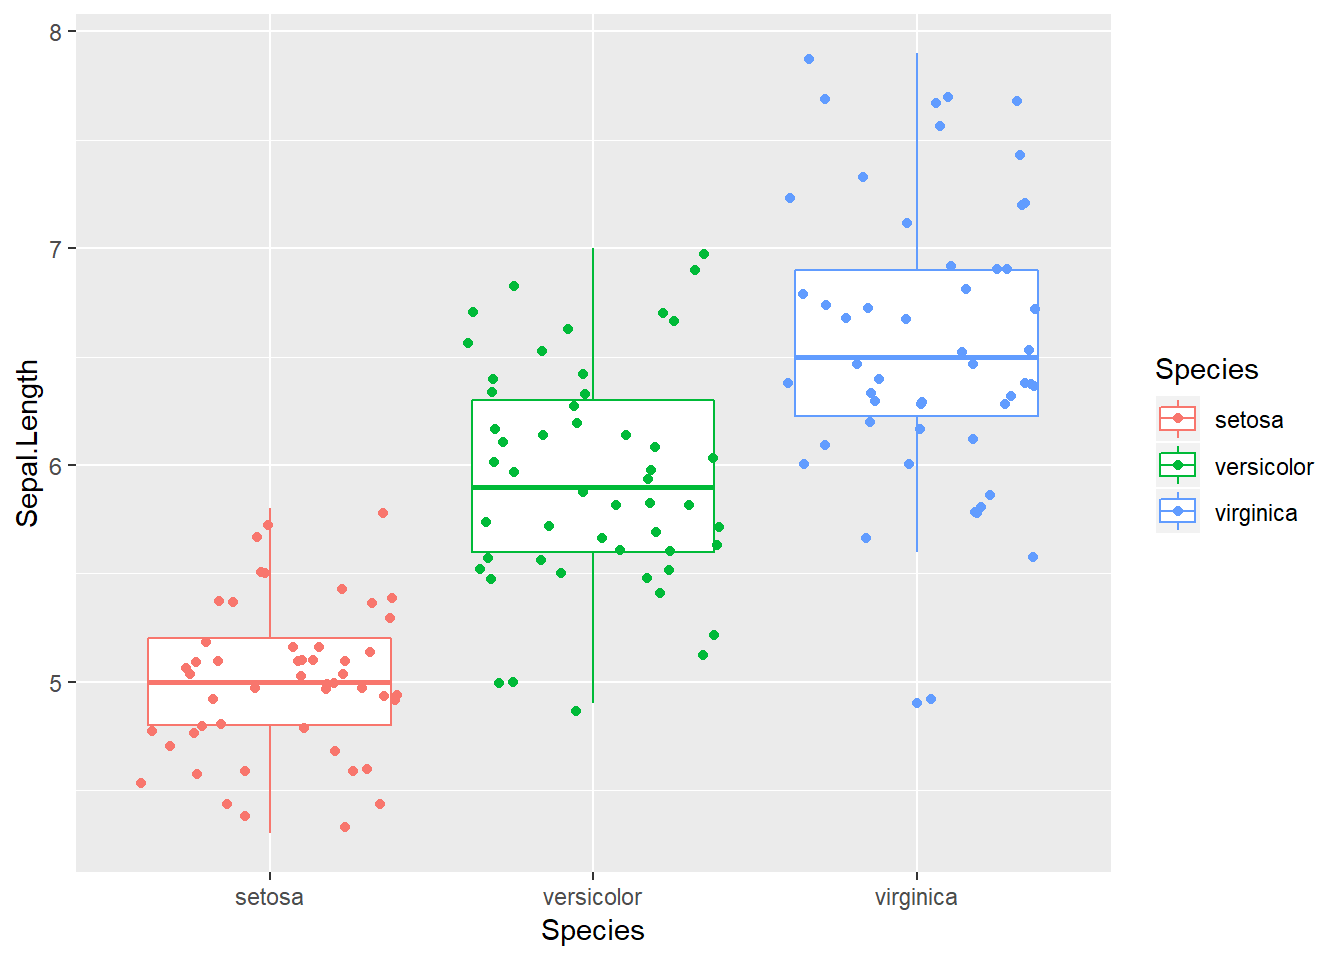 8
7
6
5
Sepal.Length
setosa
versicolor
virginica
Species
Species
setosa
versicolor
virginica